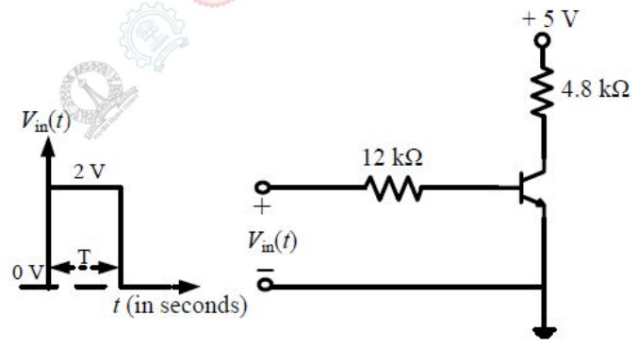 + 5 V
4.8 kΩ
V_in(t)
2 V
12 kΩ
+
T
V_in(t)
0 V
−
t (in seconds)